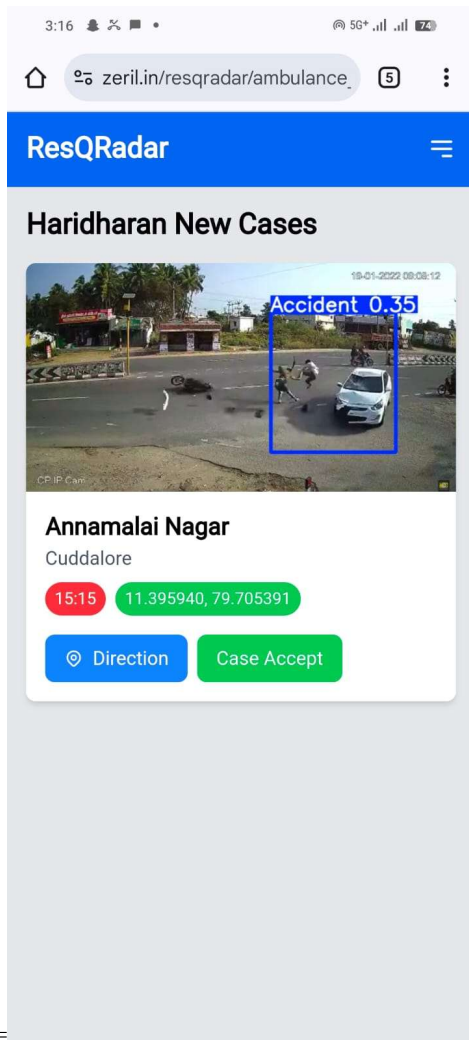 3:16
5G+
74
zeril.in/resqradar/ambulance_
5
ResQRadar
Haridharan New Cases
19-01-2022 09:08:12
Accident 0.35
CP IP Cam
Annamalai Nagar
Cuddalore
15:15
11.395940, 79.705391
Direction
Case Accept